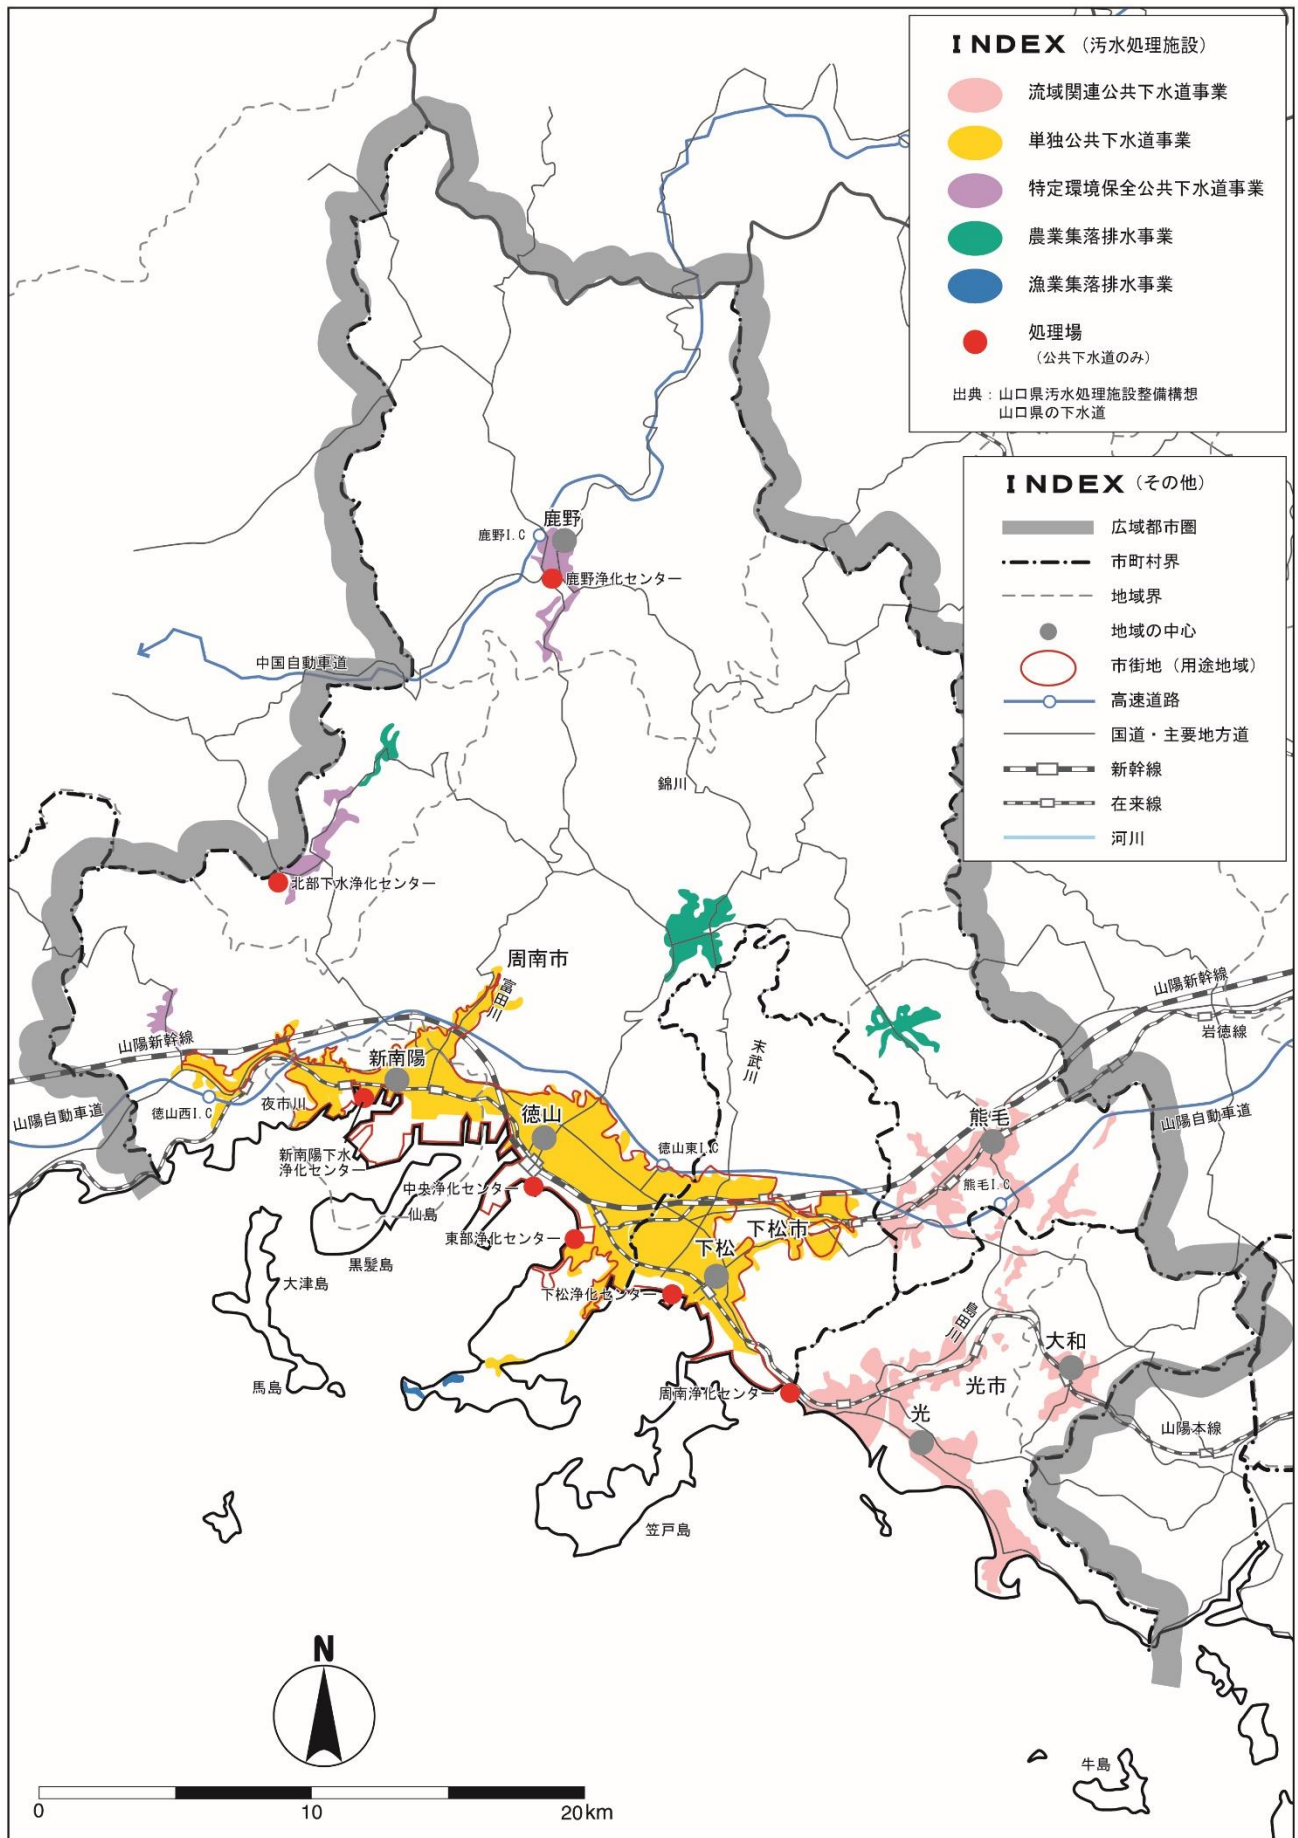 INDEX（汚水処理施設）
流域関連公共下水道事業
単独公共下水道事業
特定環境保全公共下水道事業
農業集落排水事業
漁業集落排水事業
処理場
（公共下水道のみ）
出典：山口県汚水処理施設整備構想
山口県の下水道
INDEX（その他）
広域都市圏
市町村界
地域界
地域の中心
市街地（用途地域）
高速道路
国道・主要地方道
新幹線
在来線
河川
鹿野
鹿野I.C
鹿野浄化センター
中国自動車道
錦川
北部下水浄化センター
周南市
富田川
山陽新幹線
岩徳線
山陽新幹線
新南陽
末武川
山陽自動車道
徳山西I.C
夜市川
徳山
熊毛
山陽自動車道
徳山東I.C
新南陽下水
浄化センター
中央浄化センター
熊毛I.C
仙島
東部浄化センター
下松市
下松
黒髪島
大津島
下松浄化センター
島田川
大和
馬島
周南浄化センター
光市
光
山陽本線
笠戸島
N
牛島
0
10
20km